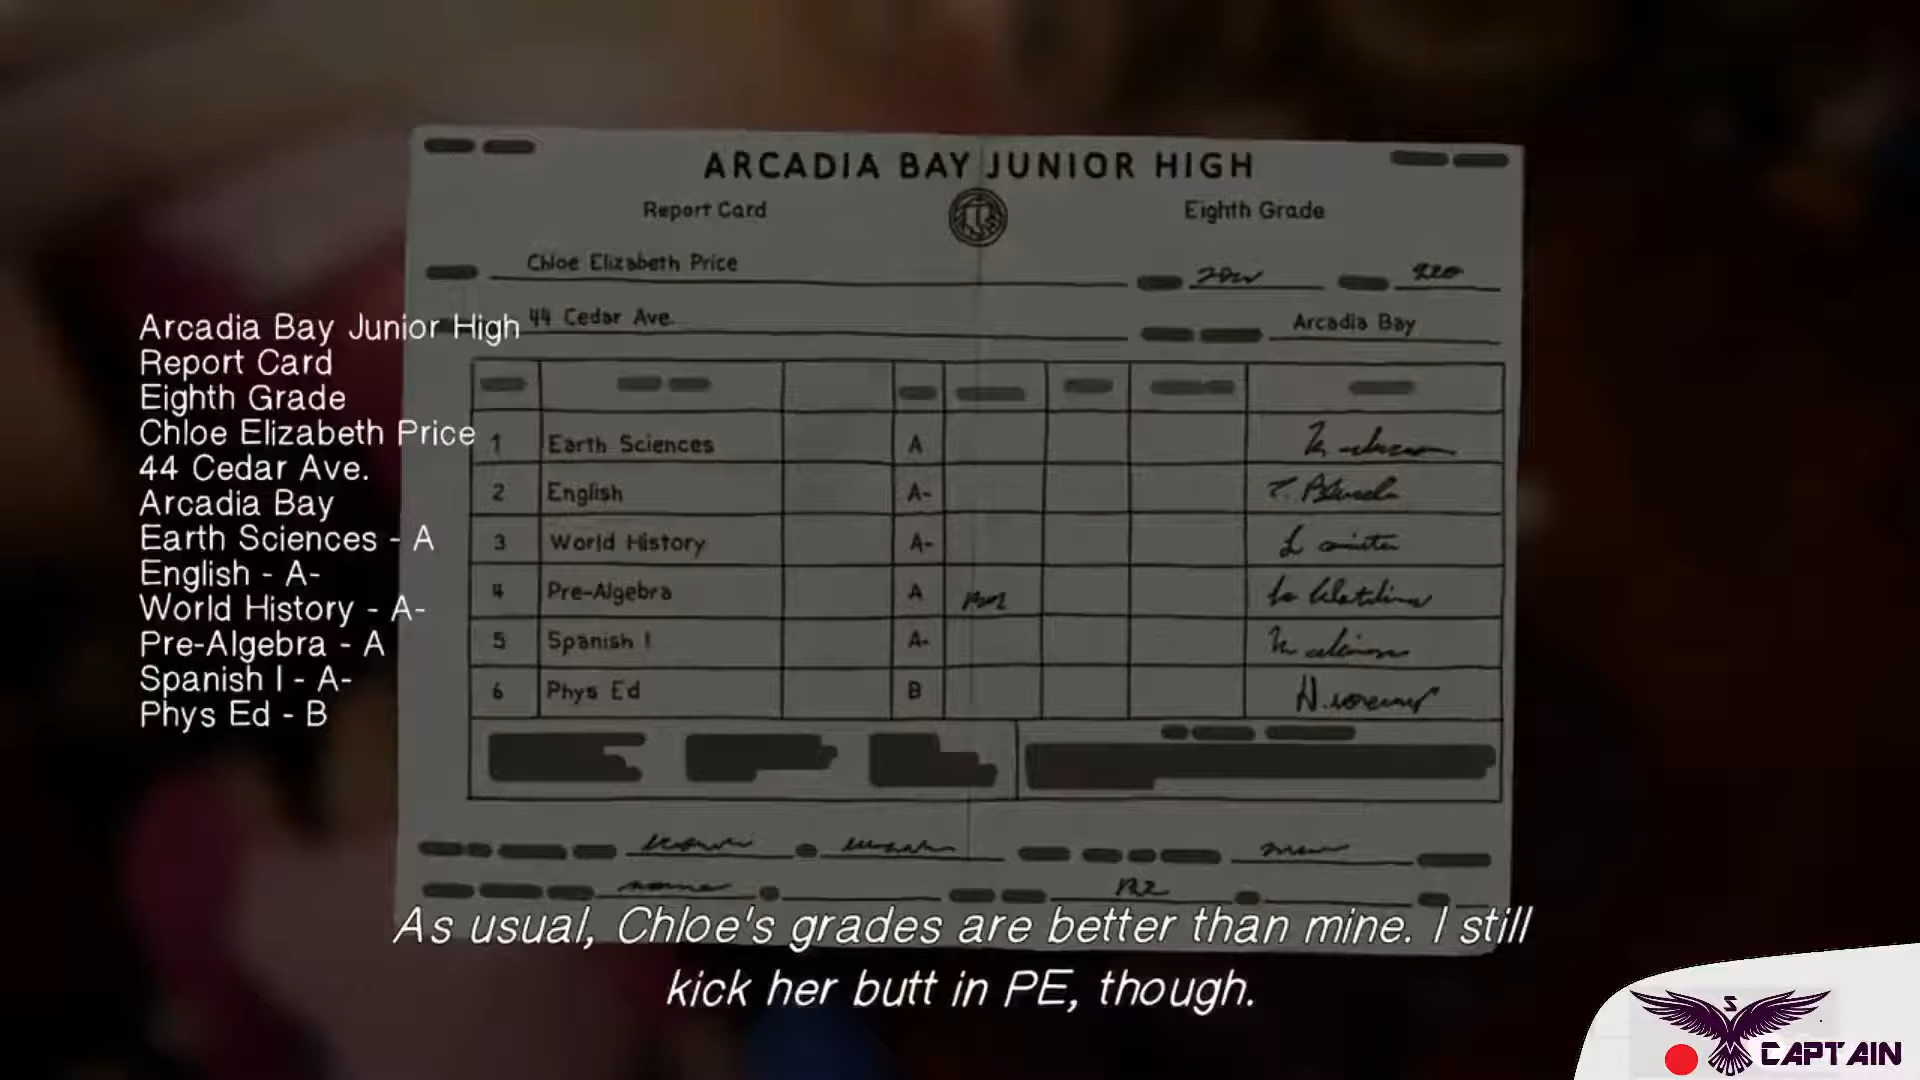 ARCADIA BAY JUNIOR HIGH
Report Card
Eighth Grade
Chloe Elizabeth Price
44 Cedar Ave.
Arcadia Bay
1 Earth Sciences A
2 English A-
3 World History A-
4 Pre-Algebra A
5 Spanish I A-
6 Phys Ed B
Arcadia Bay Junior High
Report Card
Eighth Grade
Chloe Elizabeth Price
44 Cedar Ave.
Arcadia Bay
Earth Sciences - A
English - A-
World History - A-
Pre-Algebra - A
Spanish I - A-
Phys Ed - B
As usual, Chloe's grades are better than mine. I still
kick her butt in PE, though.
S
CAPTAIN